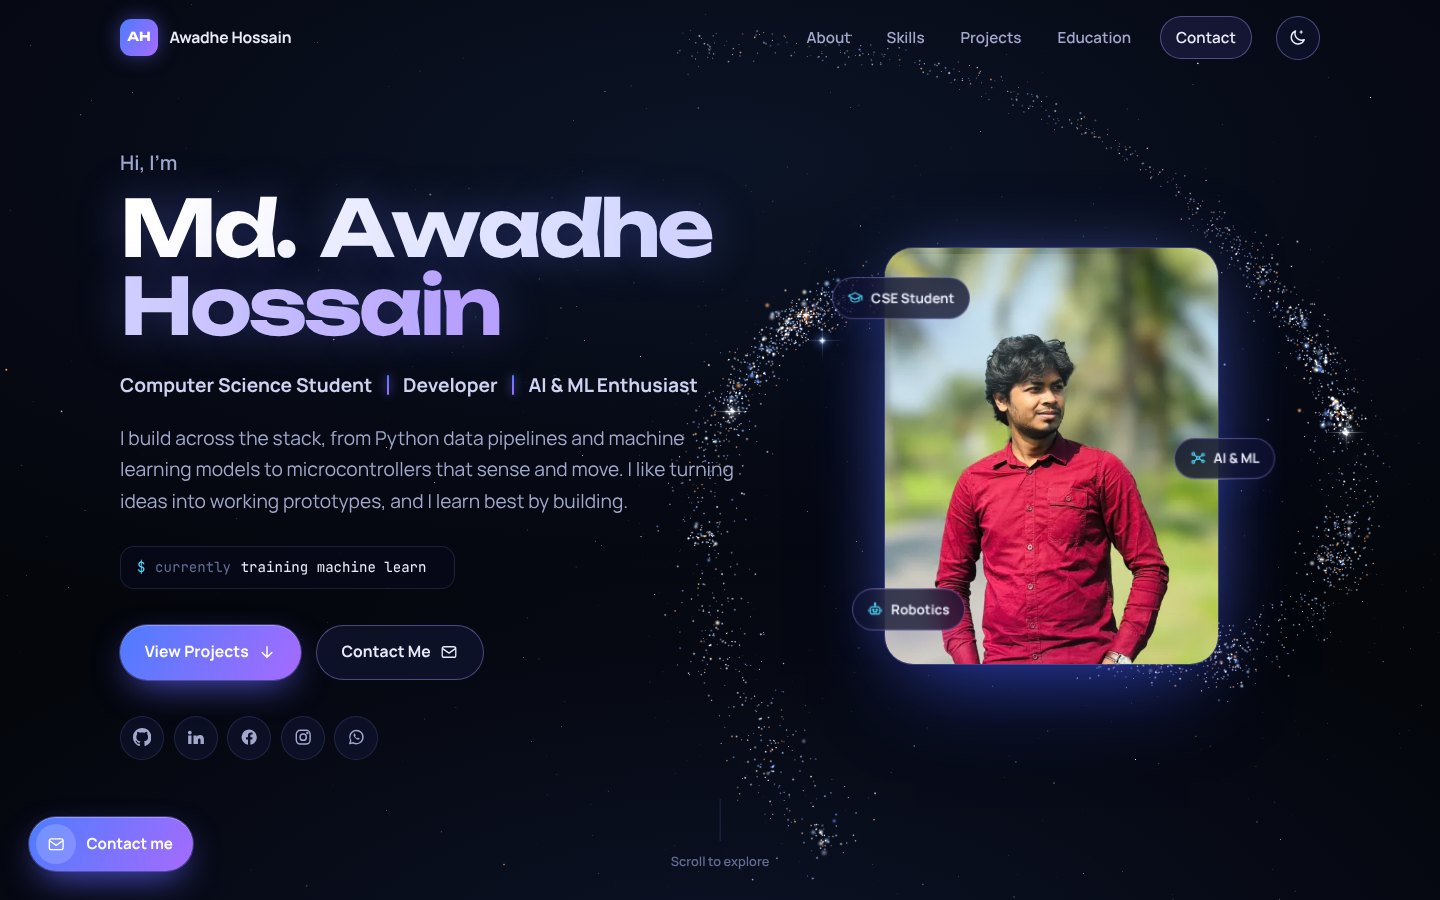 AH Awadhe Hossain About Skills Projects Education Contact
Hi, I'm
Md. Awadhe
Hossain
Computer Science Student | Developer | AI & ML Enthusiast
I build across the stack, from Python data pipelines and machine
learning models to microcontrollers that sense and move. I like turning
ideas into working prototypes, and I learn best by building.
$ currently training machine learn
View Projects ↓ Contact Me
CSE Student
AI & ML
Robotics
Contact me
Scroll to explore